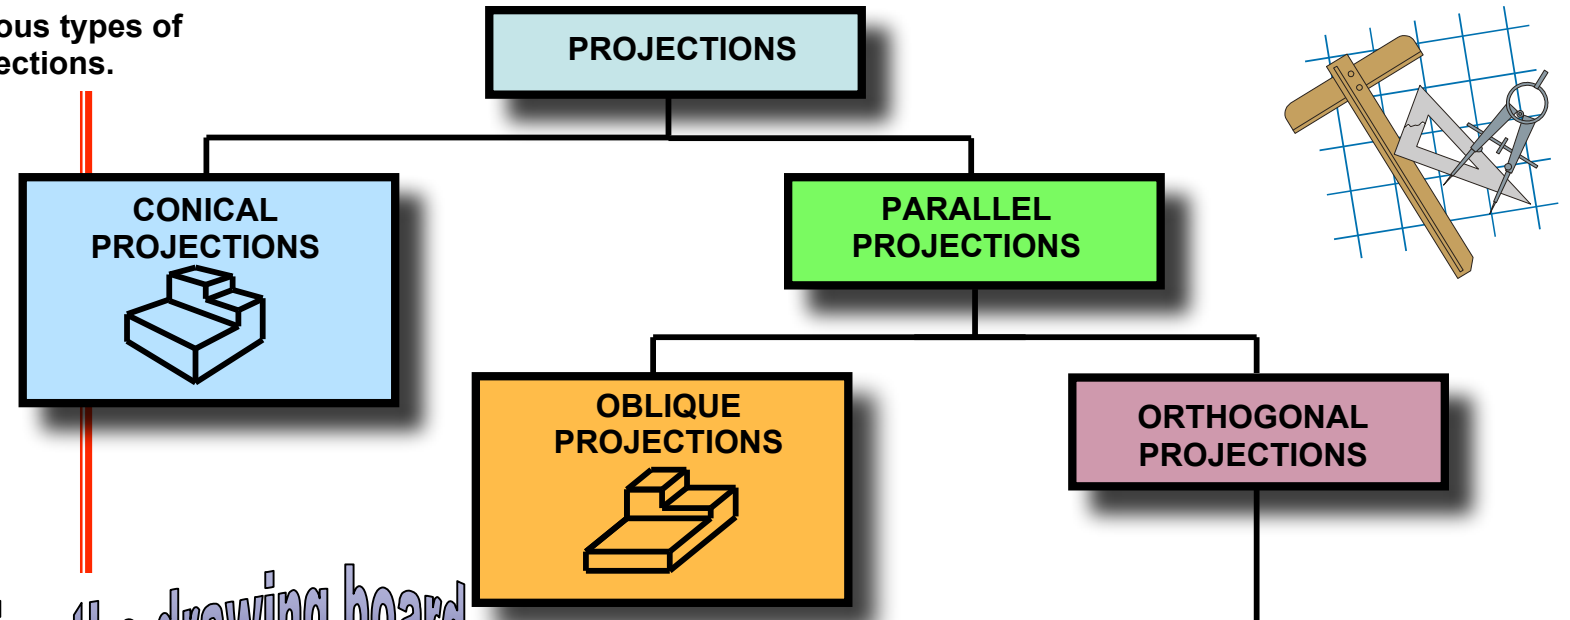 ous types of
ections.
PROJECTIONS
CONICAL
PROJECTIONS
PARALLEL
PROJECTIONS
OBLIQUE
PROJECTIONS
ORTHOGONAL
PROJECTIONS
the drawing board